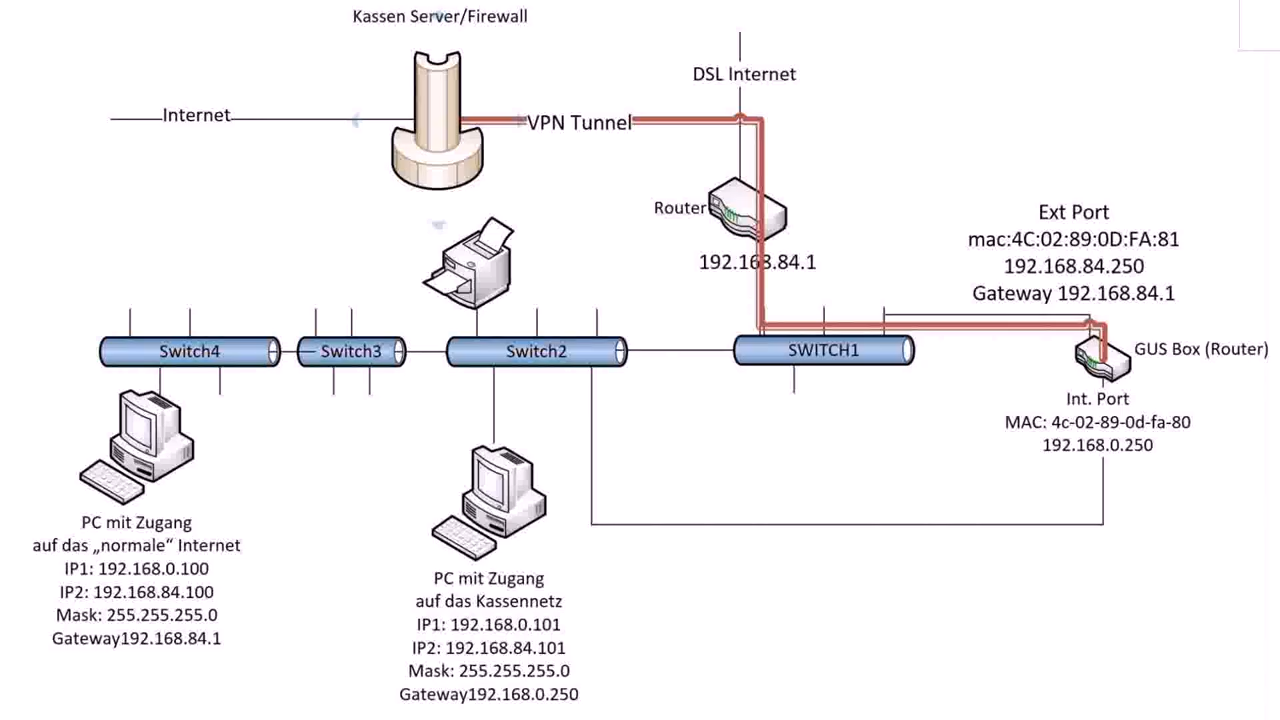 Kassen Server/Firewall
DSL Internet
Internet
VPN Tunnel
Router
192.168.84.1
Ext Port
mac:4C:02:89:0D:FA:81
192.168.84.250
Gateway 192.168.84.1
Switch4
Switch3
Switch2
SWITCH1
GUS Box (Router)
Int. Port
MAC: 4c-02-89-0d-fa-80
192.168.0.250
PC mit Zugang
auf das „normale“ Internet
IP1: 192.168.0.100
IP2: 192.168.84.100
Mask: 255.255.255.0
Gateway192.168.84.1
PC mit Zugang
auf das Kassennetz
IP1: 192.168.0.101
IP2: 192.168.84.101
Mask: 255.255.255.0
Gateway192.168.0.250